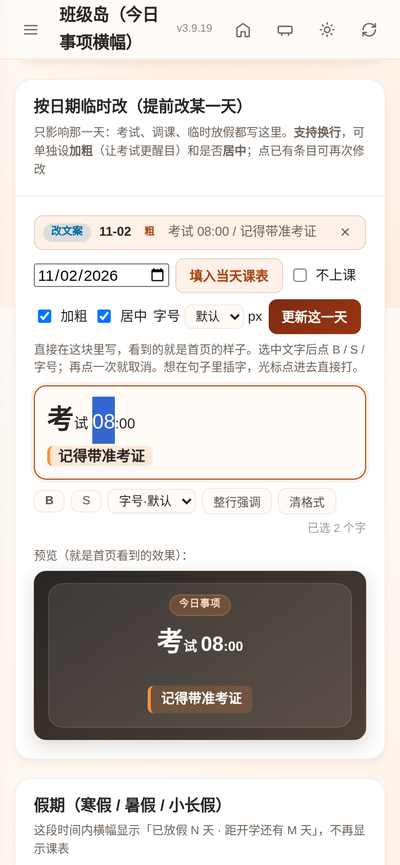 班级岛（今日
事项横幅）
v3.9.19
按日期临时改（提前改某一天）
只影响那一天：考试、调课、临时放假都写这里。支持换行，可
单独设加粗（让考试更醒目）和是否居中；点已有条目可再次修
改
改文案 11-02 粗 考试 08:00 / 记得带准考证 ✕
11/02/2026 填入当天课表 不上课
加粗 居中 字号 默认 px 更新这一天
直接在这块里写，看到的就是首页的样子。选中文字后点 B / S /
字号；再点一次就取消。想在句子里插字，光标点进去直接打。
考试 08:00
记得带准考证
B S 字号·默认 整行强调 清格式
已选 2 个字
预览（就是首页看到的效果）：
今日事项
考试 08:00
记得带准考证
假期（寒假 / 暑假 / 小长假）
这段时间内横幅显示「已放假 N 天 · 距开学还有 M 天」，不再显
示课表